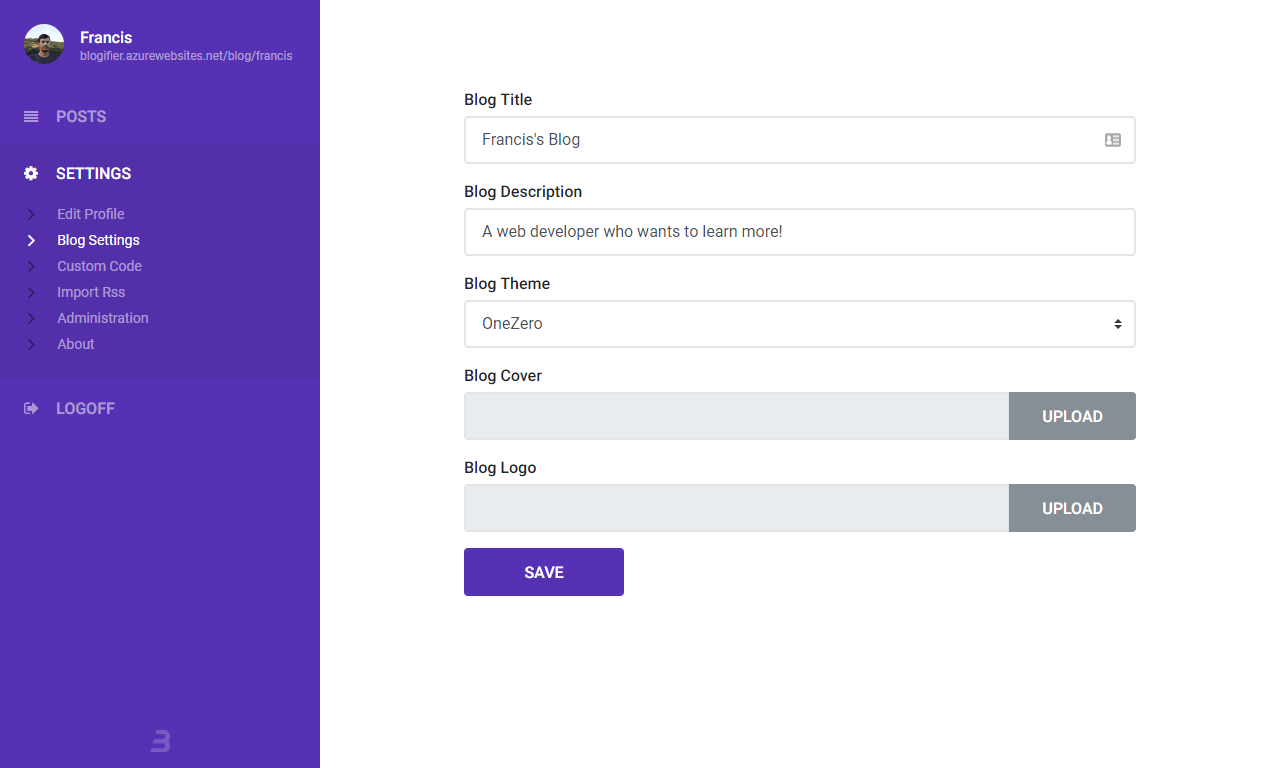 Francis
blogifier.azurewebsites.net/blog/francis
POSTS
SETTINGS
Edit Profile
Blog Settings
Custom Code
Import Rss
Administration
About
LOGOFF
Blog Title
Francis's Blog
Blog Description
A web developer who wants to learn more!
Blog Theme
OneZero
Blog Cover
UPLOAD
Blog Logo
UPLOAD
SAVE